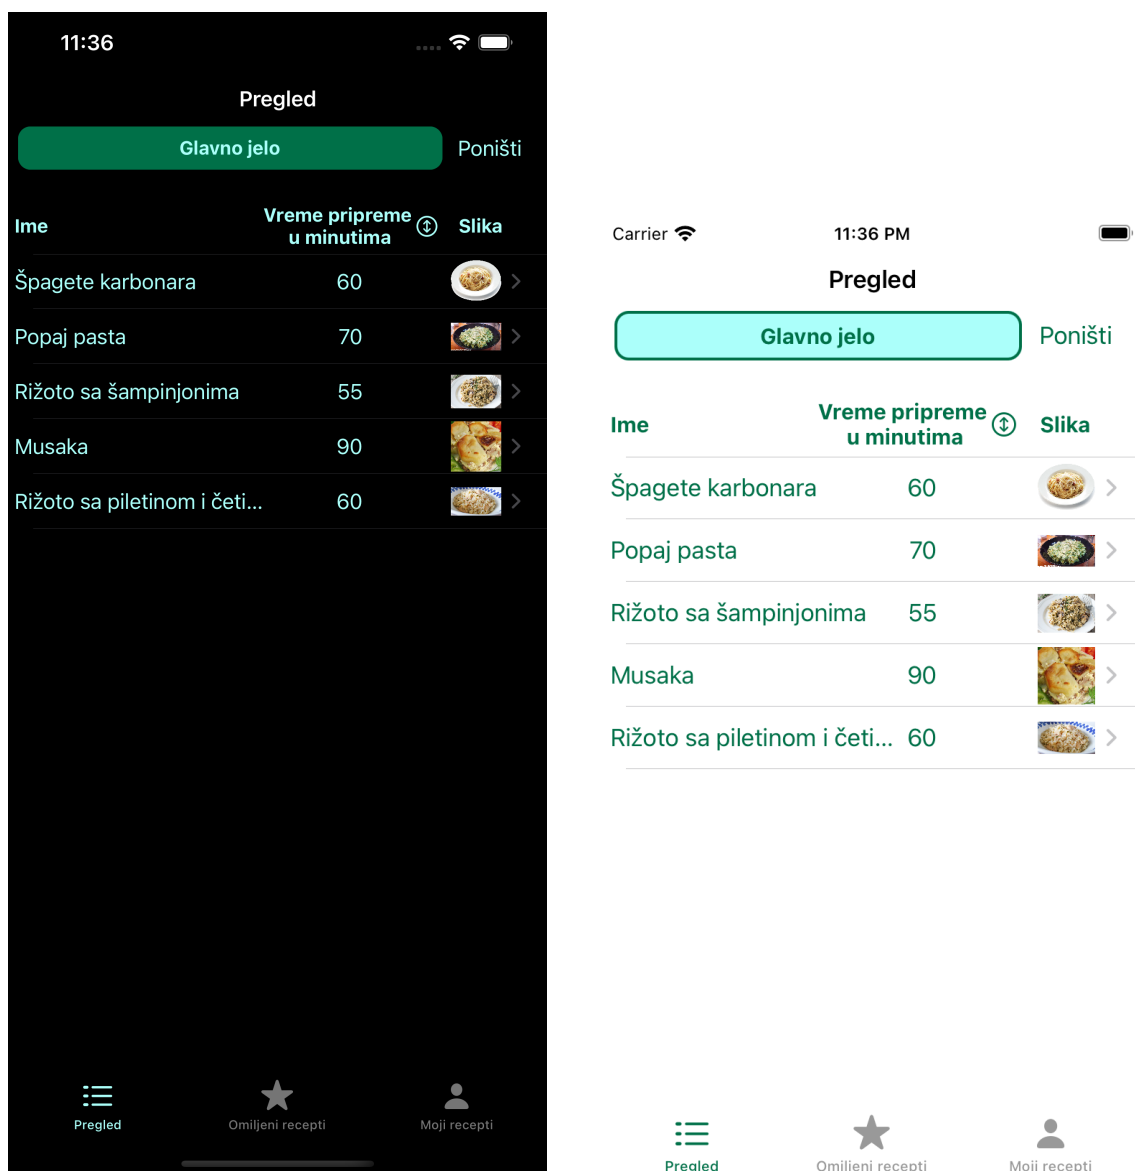 11:36
Pregled
Glavno jelo Poništi
Ime Vreme pripreme u minutima Slika
Špagete karbonara 60
Popaj pasta 70
Rižoto sa šampinjonima 55
Musaka 90
Rižoto sa piletinom i četi... 60
Pregled Omiljeni recepti Moji recepti
Carrier 11:36 PM
Pregled
Glavno jelo Poništi
Ime Vreme pripreme u minutima Slika
Špagete karbonara 60
Popaj pasta 70
Rižoto sa šampinjonima 55
Musaka 90
Rižoto sa piletinom i četi... 60
Pregled Omiljeni recepti Moji recepti